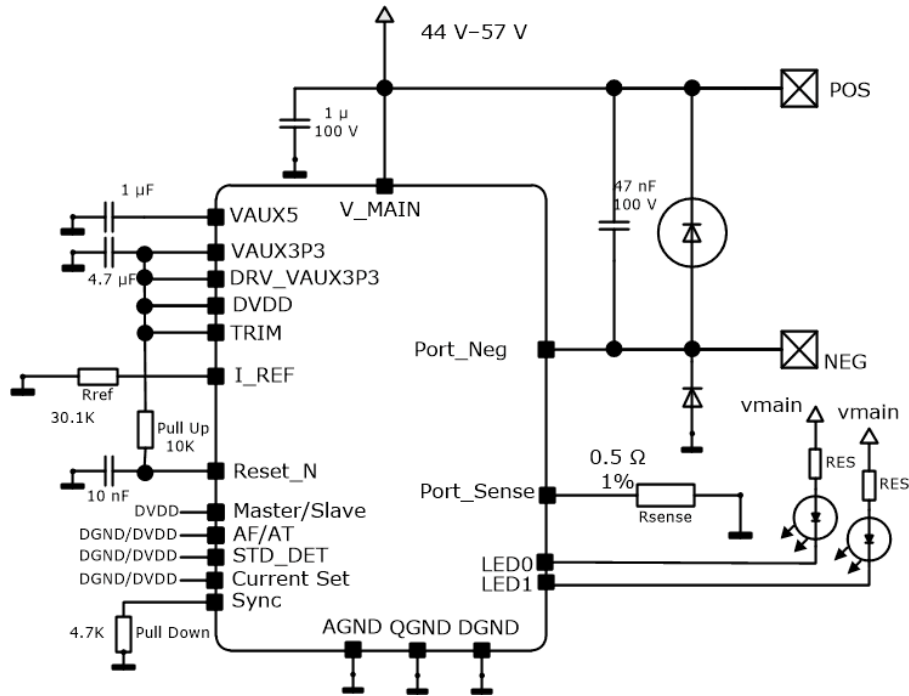 44 V–57 V
POS
1 µ
100 V
47 nF
100 V
1 µF
V_MAIN
VAUX5
VAUX3P3
4.7 µF
DRV_VAUX3P3
DVDD
TRIM
Port_Neg
NEG
I_REF
Rref
30.1K
vmain
vmain
Pull Up
10K
RES
RES
10 nF
Reset_N
0.5 Ω
1%
Port_Sense
Rsense
DVDD
Master/Slave
DGND/DVDD
AF/AT
DGND/DVDD
STD_DET
DGND/DVDD
Current Set
LED0
LED1
Sync
4.7K
Pull Down
AGND
QGND
DGND